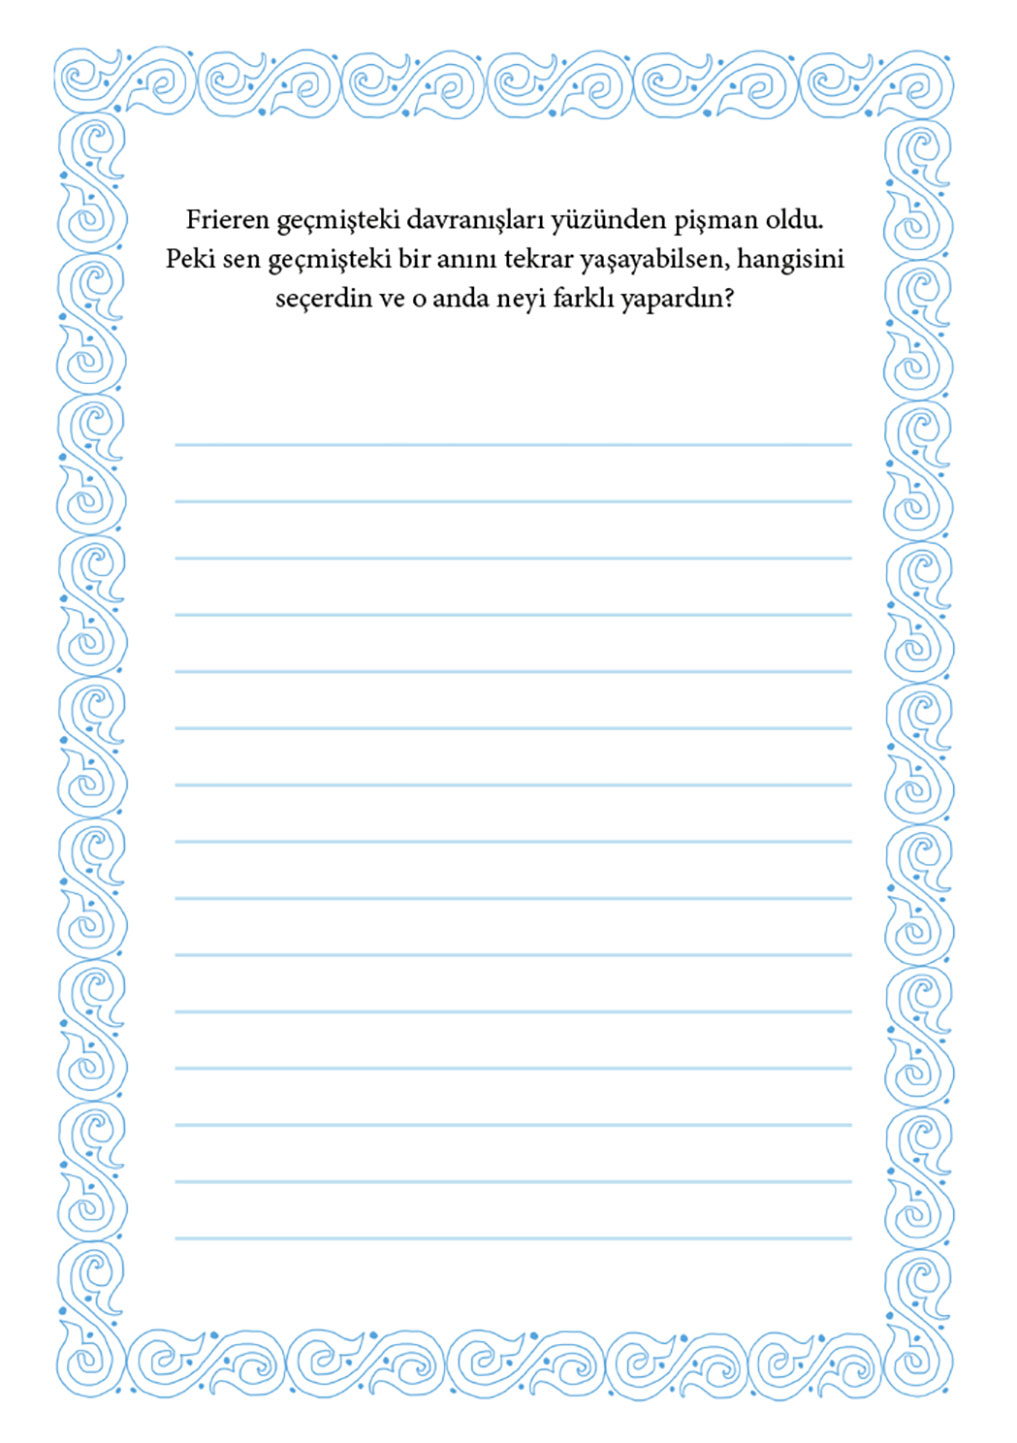 Frieren geçmişteki davranışları yüzünden pişman oldu.
Peki sen geçmişteki bir anını tekrar yaşayabilsen, hangisini
seçerdin ve o anda neyi farklı yapardın?